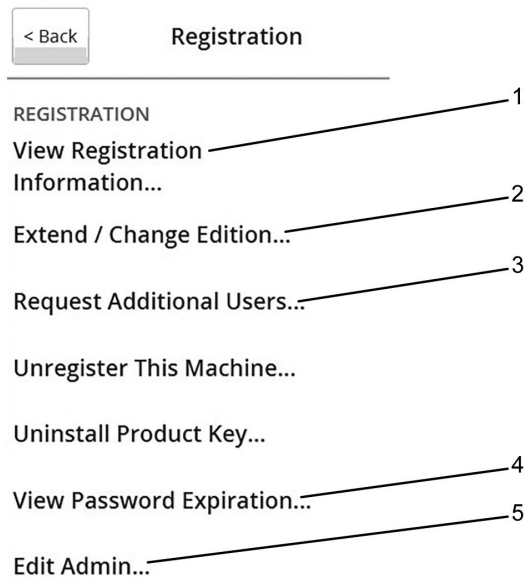 < Back
Registration
REGISTRATION
View Registration
Information...
1
Extend / Change Edition...
2
Request Additional Users...
3
Unregister This Machine...
Uninstall Product Key...
View Password Expiration...
4
Edit Admin...
5